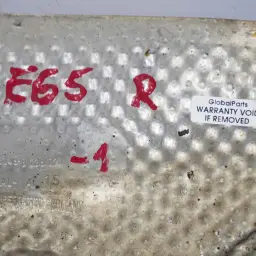 E65 R
GlobalParts
WARRANTY VOID
IF REMOVED
-1